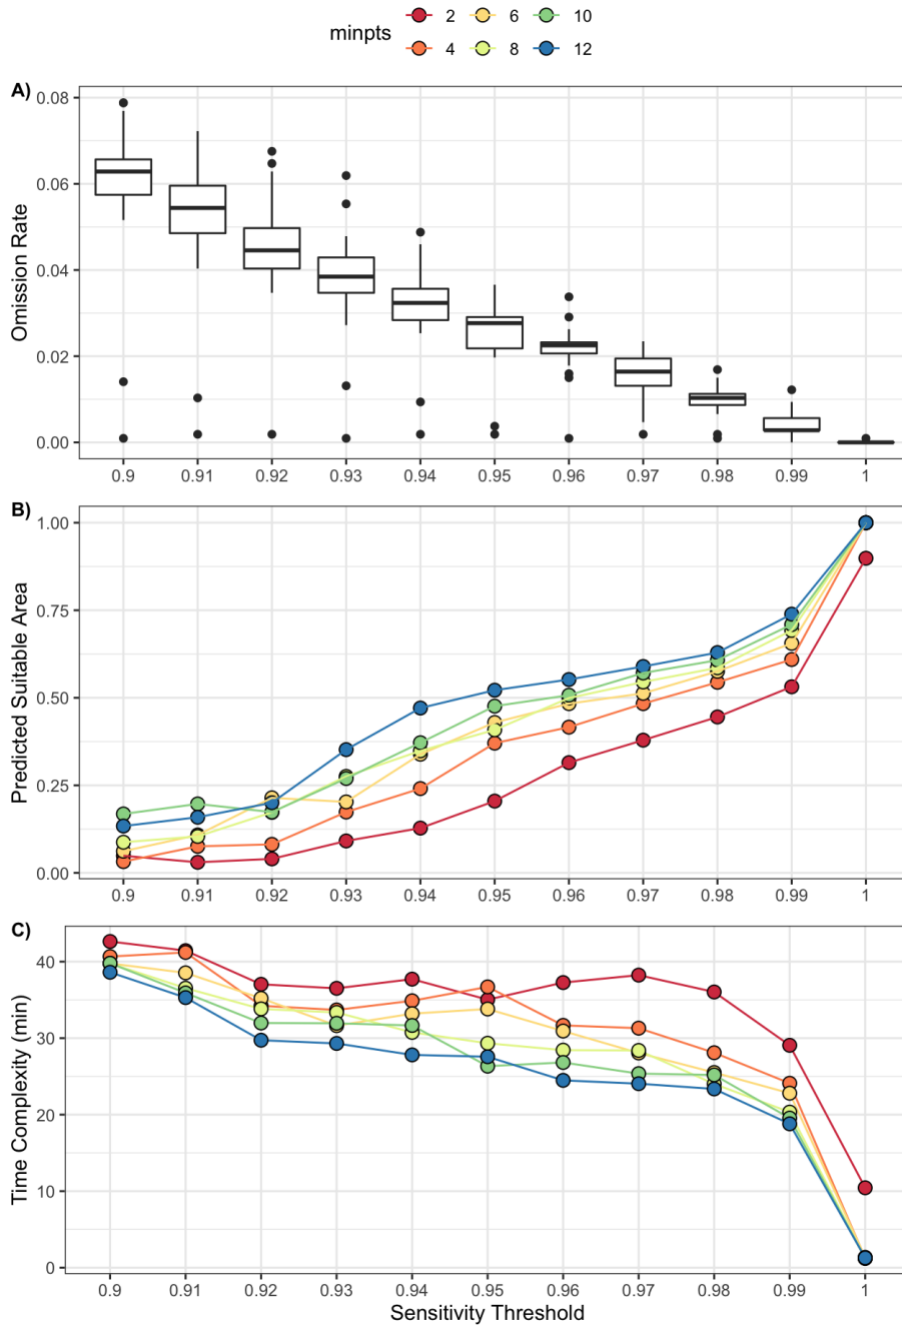 minpts
2 6 10
4 8 12
A)
Omission Rate
0.08
0.06
0.04
0.02
0.00
0.9 0.91 0.92 0.93 0.94 0.95 0.96 0.97 0.98 0.99 1
B)
Predicted Suitable Area
1.00
0.75
0.50
0.25
0.00
0.9 0.91 0.92 0.93 0.94 0.95 0.96 0.97 0.98 0.99 1
C)
Time Complexity (min)
40
30
20
10
0
0.9 0.91 0.92 0.93 0.94 0.95 0.96 0.97 0.98 0.99 1
Sensitivity Threshold